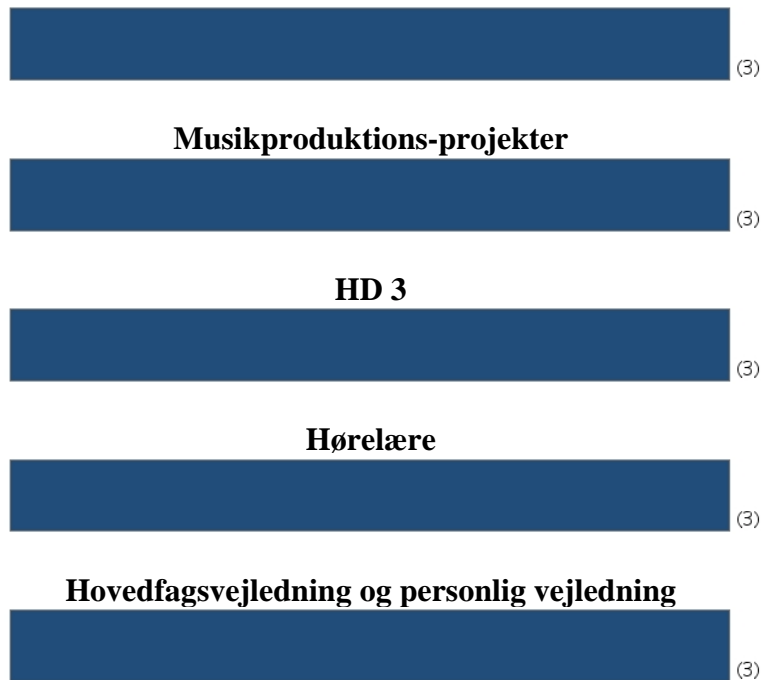 (3)
Musikproduktions-projekter
(3)
HD 3
(3)
Hørelære
(3)
Hovedfagsvejledning og personlig vejledning
(3)